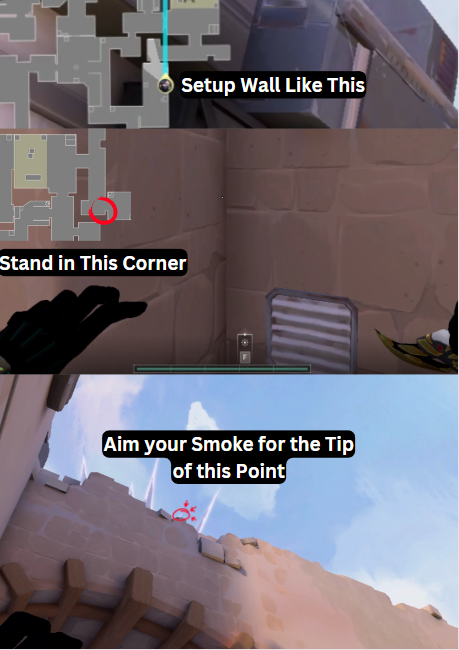 Setup Wall Like This
Stand in This Corner
F
Aim your Smoke for the Tip
of this Point